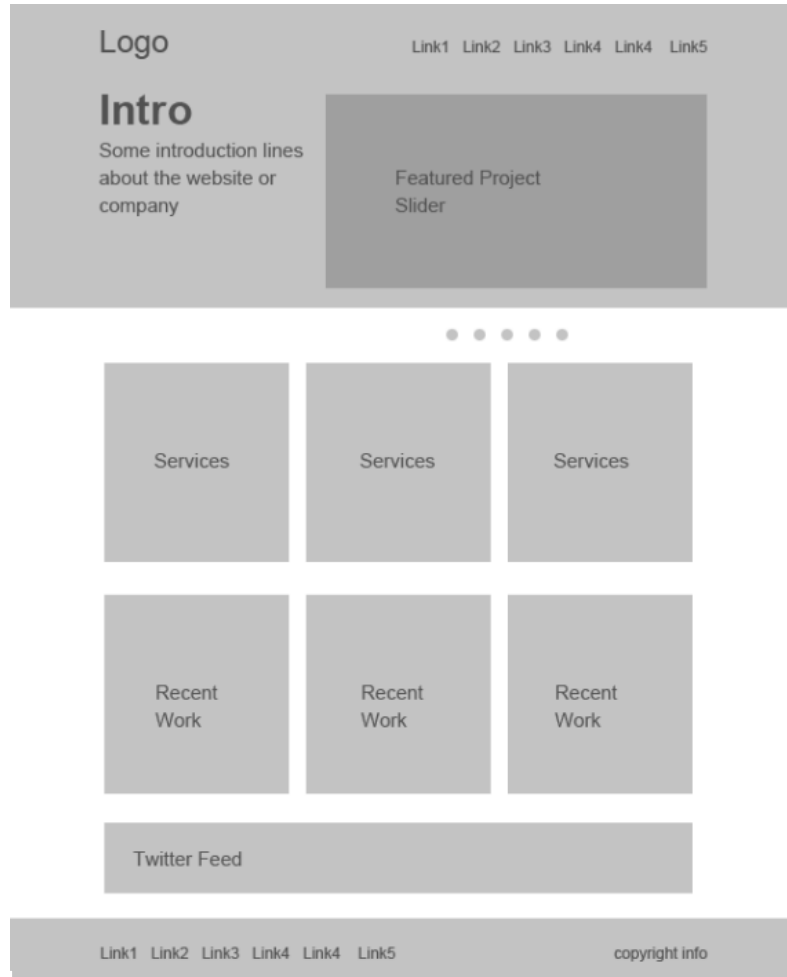 Logo
Link1 Link2 Link3 Link4 Link4 Link5
Intro
Some introduction lines
about the website or
company
Featured Project
Slider
Services
Services
Services
Recent
Work
Recent
Work
Recent
Work
Twitter Feed
Link1 Link2 Link3 Link4 Link4 Link5
copyright info